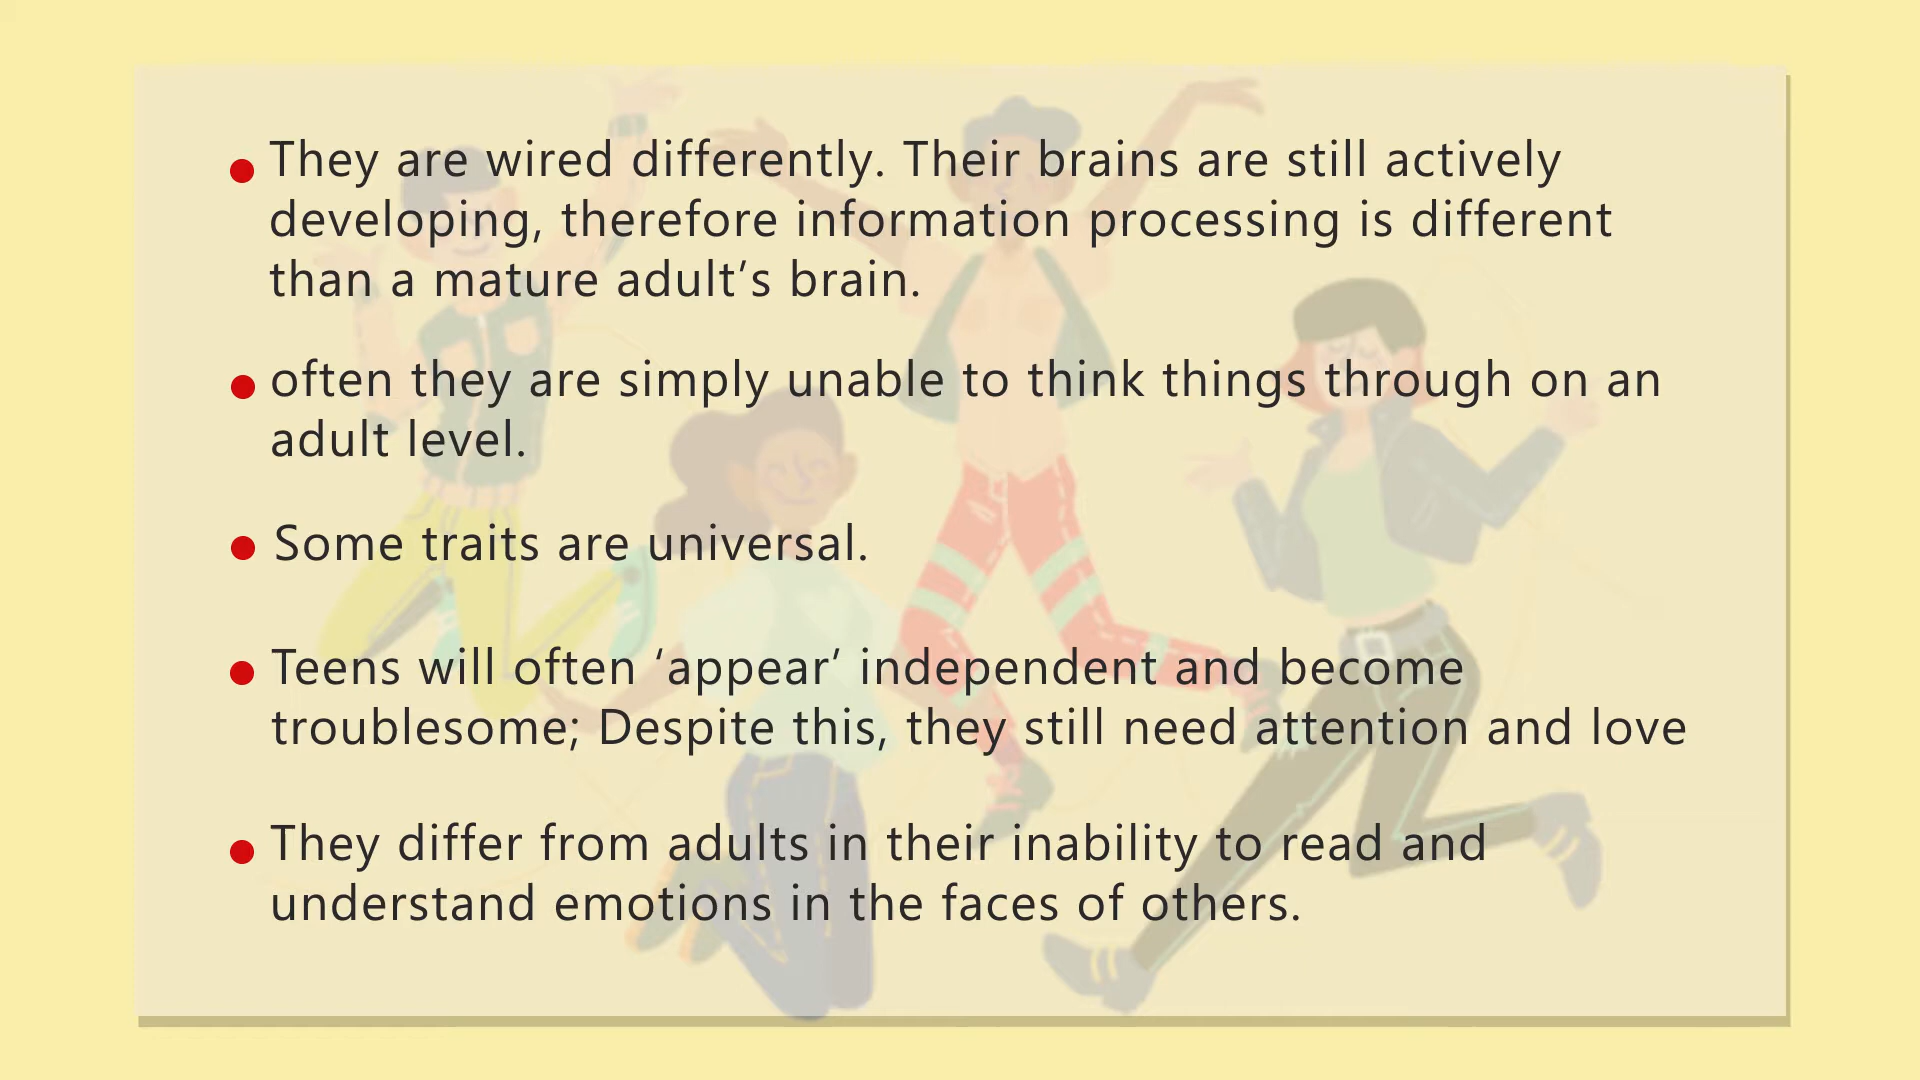 They are wired differently. Their brains are still actively
developing, therefore information processing is different
than a mature adult’s brain.
often they are simply unable to think things through on an
adult level.
Some traits are universal.
Teens will often ‘appear’ independent and become
troublesome; Despite this, they still need attention and love
They differ from adults in their inability to read and
understand emotions in the faces of others.